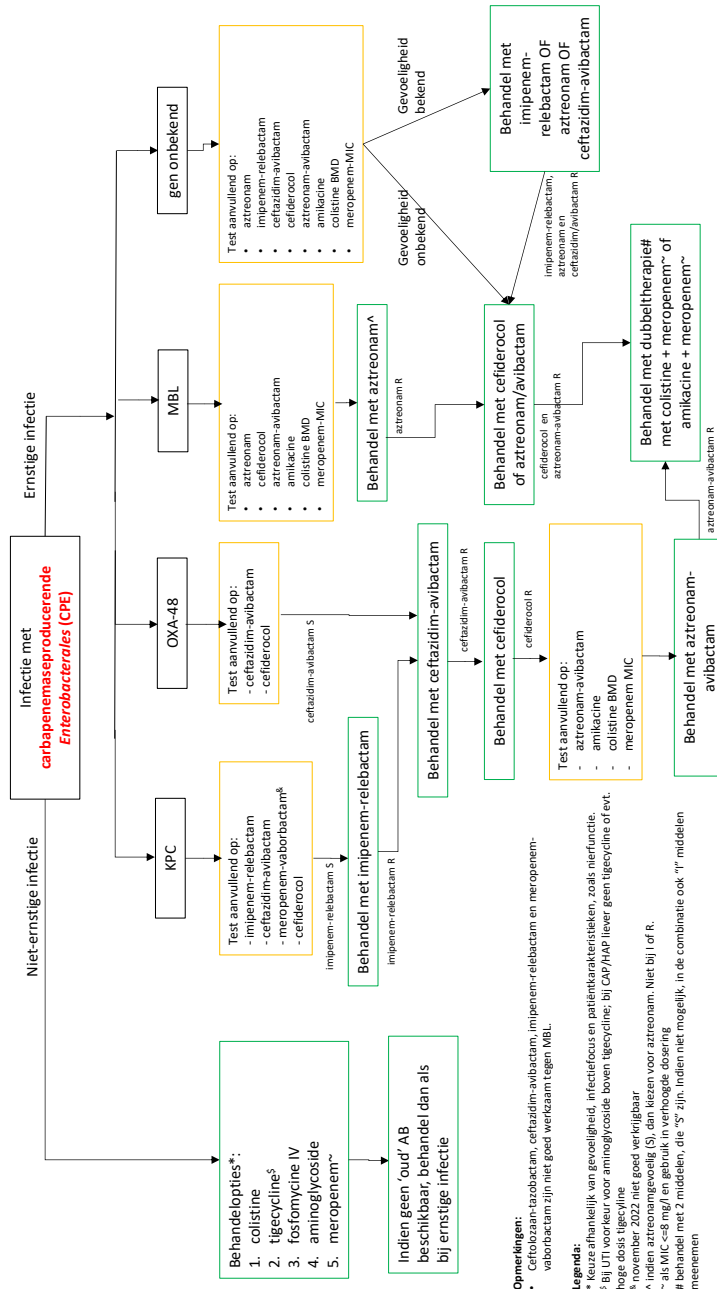 Infectie met
carbapenemaseproducerende
Enterobacterales (CPE)
Niet-ernstige infectie
Ernstige infectie
Behandelopties*:
1. colistine
2. tigecycline$
3. fosfomycine IV
4. aminoglycoside
5. meropenem~
Indien geen ‘oud’ AB
beschikbaar, behandel dan als
bij ernstige infectie
KPC
OXA-48
MBL
gen onbekend
Test aanvullend op:
- imipenem-relebactam
- ceftazidim-avibactam
- meropenem-vaborbactam&
- cefiderocol
imipenem-relebactam S
Behandel met imipenem-relebactam
imipenem-relebactam R
Test aanvullend op:
- ceftazidim-avibactam
- cefiderocol
ceftazidim-avibactam S
Behandel met ceftazidim-avibactam
ceftazidim-avibactam R
Behandel met cefiderocol
cefiderocol R
Test aanvullend op:
- aztreonam-avibactam
- amikacine
- colistine BMD
- meropenem MIC
Behandel met aztreonam-
avibactam
aztreonam-avibactam R
Test aanvullend op:
• aztreonam
• cefiderocol
• aztreonam-avibactam
• amikacine
• colistine BMD
• meropenem-MIC
Behandel met aztreonam^
aztreonam R
Behandel met cefiderocol
of aztreonam/avibactam
cefiderocol en
aztreonam-avibactam R
Behandel met dubbeltherapie#
met colistine + meropenem~ of
amikacine + meropenem~
Test aanvullend op:
• aztreonam
• imipenem-relebactam
• ceftazidim-avibactam
• cefiderocol
• aztreonam-avibactam
• amikacine
• colistine BMD
• meropenem-MIC
Gevoeligheid
onbekend
Gevoeligheid
bekend
Behandel met
imipenem-
relebactam OF
aztreonam OF
ceftazidim-avibactam
imipenem-relebactam,
aztreonam en
ceftazidim/avibactam R
Opmerkingen:
• Ceftolozaan-tazobactam, ceftazidim-avibactam, imipenem-relebactam en meropenem-
vaborbactam zijn niet goed werkzaam tegen MBL.
Legenda:
* Keuze afhankelijk van gevoeligheid, infectiefocus en patiëntkarakteristieken, zoals nierfunctie.
$ Bij UTI voorkeur voor aminoglycoside boven tigecycline; bij CAP/HAP liever geen tigecycline of evt.
hoge dosis tigecyline
& november 2022 niet goed verkrijgbaar
^ indien aztreonamgevoelig (S), dan kiezen voor aztreonam. Niet bij I of R.
~ als MIC <=8 mg/l en gebruik in verhoogde dosering
# behandel met 2 middelen, die “S” zijn. Indien niet mogelijk, in de combinatie ook “I” middelen
meenemen